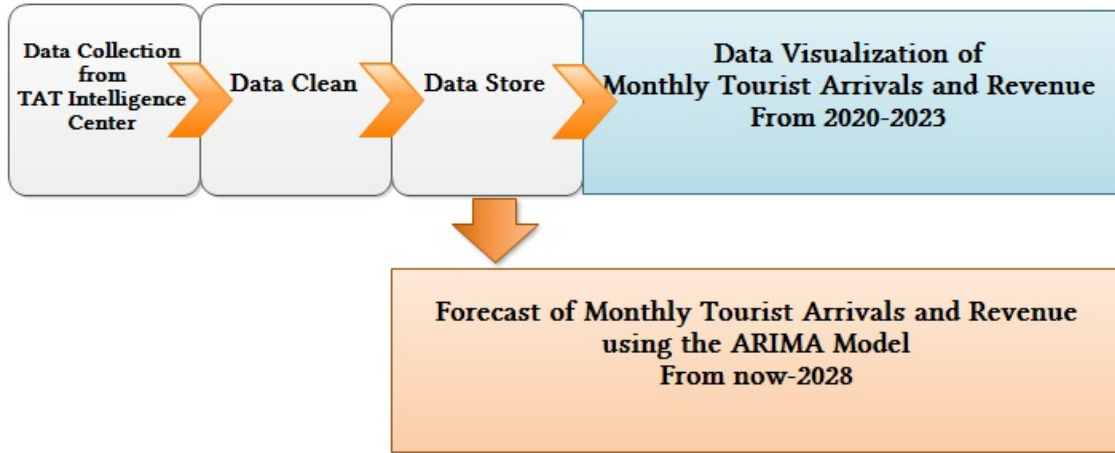 Data Collection
from
TAT Intelligence
Center
Data Clean
Data Store
Data Visualization of
Monthly Tourist Arrivals and Revenue
From 2020-2023
Forecast of Monthly Tourist Arrivals and Revenue
using the ARIMA Model
From now-2028